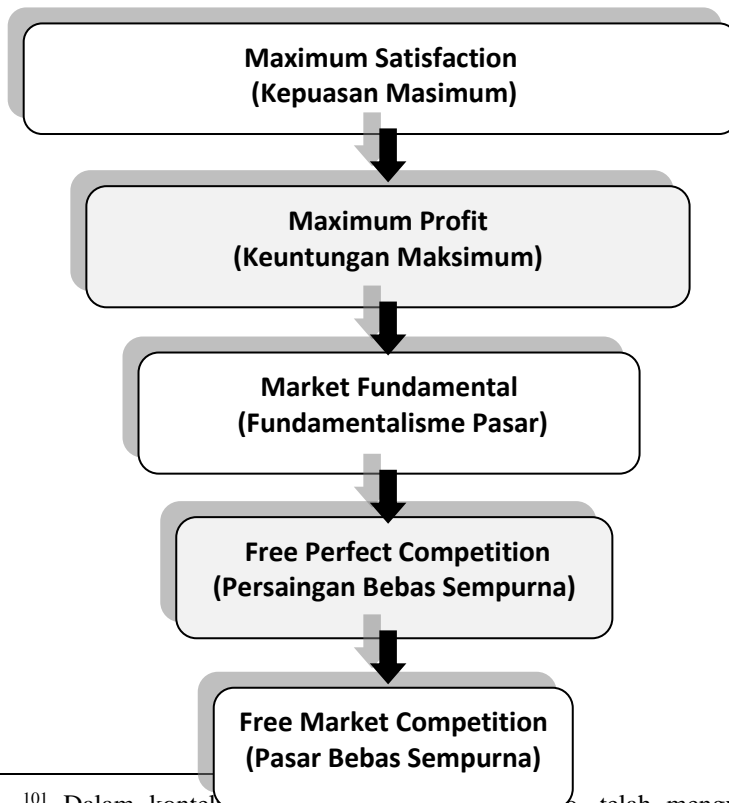 Maximum Satisfaction
(Kepuasan Masimum)
Maximum Profit
(Keuntungan Maksimum)
Market Fundamental
(Fundamentalisme Pasar)
Free Perfect Competition
(Persaingan Bebas Sempurna)
Free Market Competition
(Pasar Bebas Sempurna)
101 Dalam telah